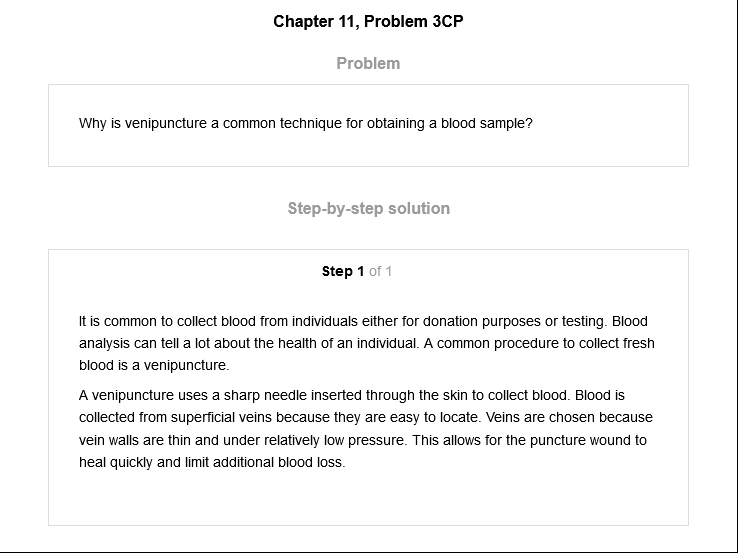 Chapter 11, Problem 3CP
Problem
Why is venipuncture a common technique for obtaining a blood sample?
Step-by-step solution
Step 1 of 1
It is common to collect blood from individuals either for donation purposes or testing. Blood
analysis can tell a lot about the health of an individual. A common procedure to collect fresh
blood is a venipuncture.
A venipuncture uses a sharp needle inserted through the skin to collect blood. Blood is
collected from superficial veins because they are easy to locate. Veins are chosen because
vein walls are thin and under relatively low pressure. This allows for the puncture wound to
heal quickly and limit additional blood loss.